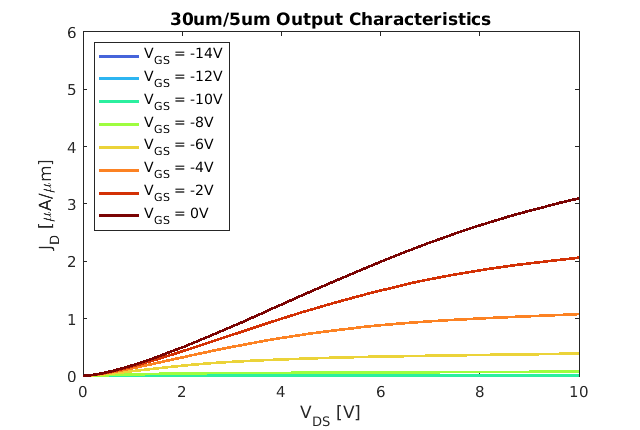 30um/5um Output Characteristics
6
5
4
3
2
1
0
J_D [μA/μm]
V_GS = -14V
V_GS = -12V
V_GS = -10V
V_GS = -8V
V_GS = -6V
V_GS = -4V
V_GS = -2V
V_GS = 0V
0 2 4 6 8 10
V_DS [V]